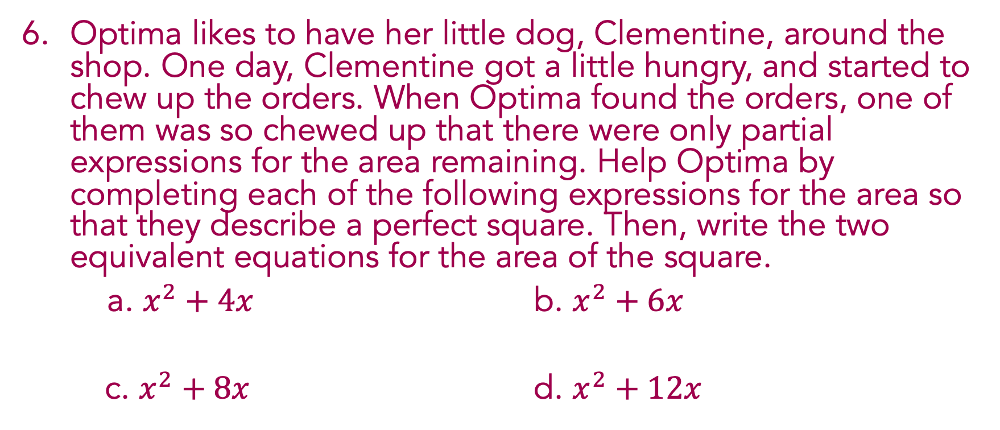 6. Optima likes to have her little dog, Clementine, around the
shop. One day, Clementine got a little hungry, and started to
chew up the orders. When Optima found the orders, one of
them was so chewed up that there were only partial
expressions for the area remaining. Help Optima by
completing each of the following expressions for the area so
that they describe a perfect square. Then, write the two
equivalent equations for the area of the square.
a. x² + 4x b. x² + 6x
c. x² + 8x d. x² + 12x